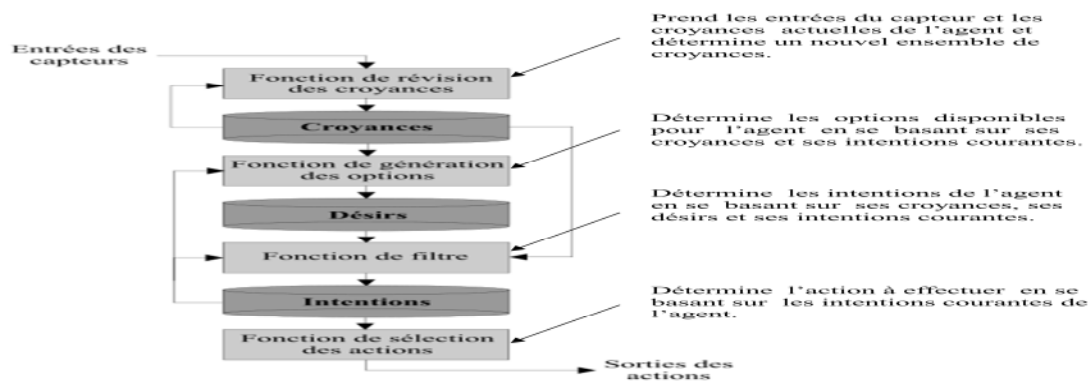 Entrées des
capteurs
Fonction de révision
des croyances
Croyances
Fonction de génération
des options
Désirs
Fonction de filtre
Intentions
Fonction de sélection
des actions
Sorties des
actions
Prend les entrées du capteur et les
croyances actuelles de l'agent et
détermine un nouvel ensemble de
croyances.
Détermine les options disponibles
pour l'agent en se basant sur ses
croyances et ses intentions courantes.
Détermine les intentions de l'agent
en se basant sur ses croyances, ses
désirs et ses intentions courantes.
Détermine l'action à effectuer en se
basant sur les intentions courantes de
l'agent.